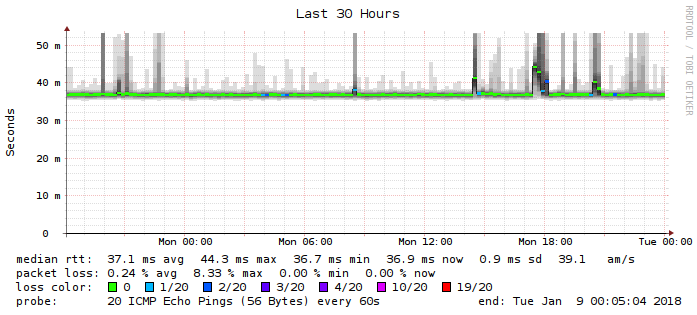 Last 30 Hours
RRDTOOL / TOBI OETIKER
Seconds
50 m
40 m
30 m
20 m
10 m
0
Mon 00:00 Mon 06:00 Mon 12:00 Mon 18:00 Tue 00:00
median rtt: 37.1 ms avg 44.3 ms max 36.7 ms min 36.9 ms now 0.9 ms sd 39.1 am/s
packet loss: 0.24 % avg 8.33 % max 0.00 % min 0.00 % now
loss color: 0 1/20 2/20 3/20 4/20 10/20 19/20
probe: 20 ICMP Echo Pings (56 Bytes) every 60s end: Tue Jan 9 00:05:04 2018